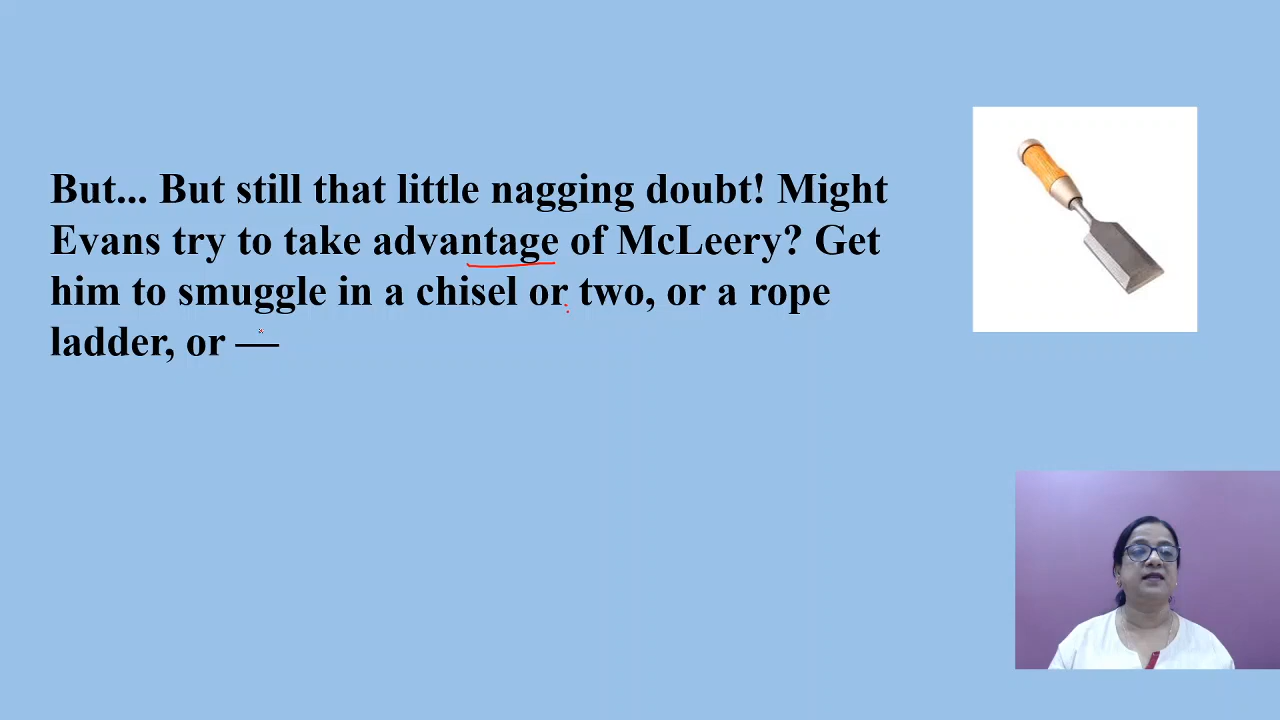 But... But still that little nagging doubt! Might
Evans try to take advantage of McLeery? Get
him to smuggle in a chisel or two, or a rope
ladder, or —